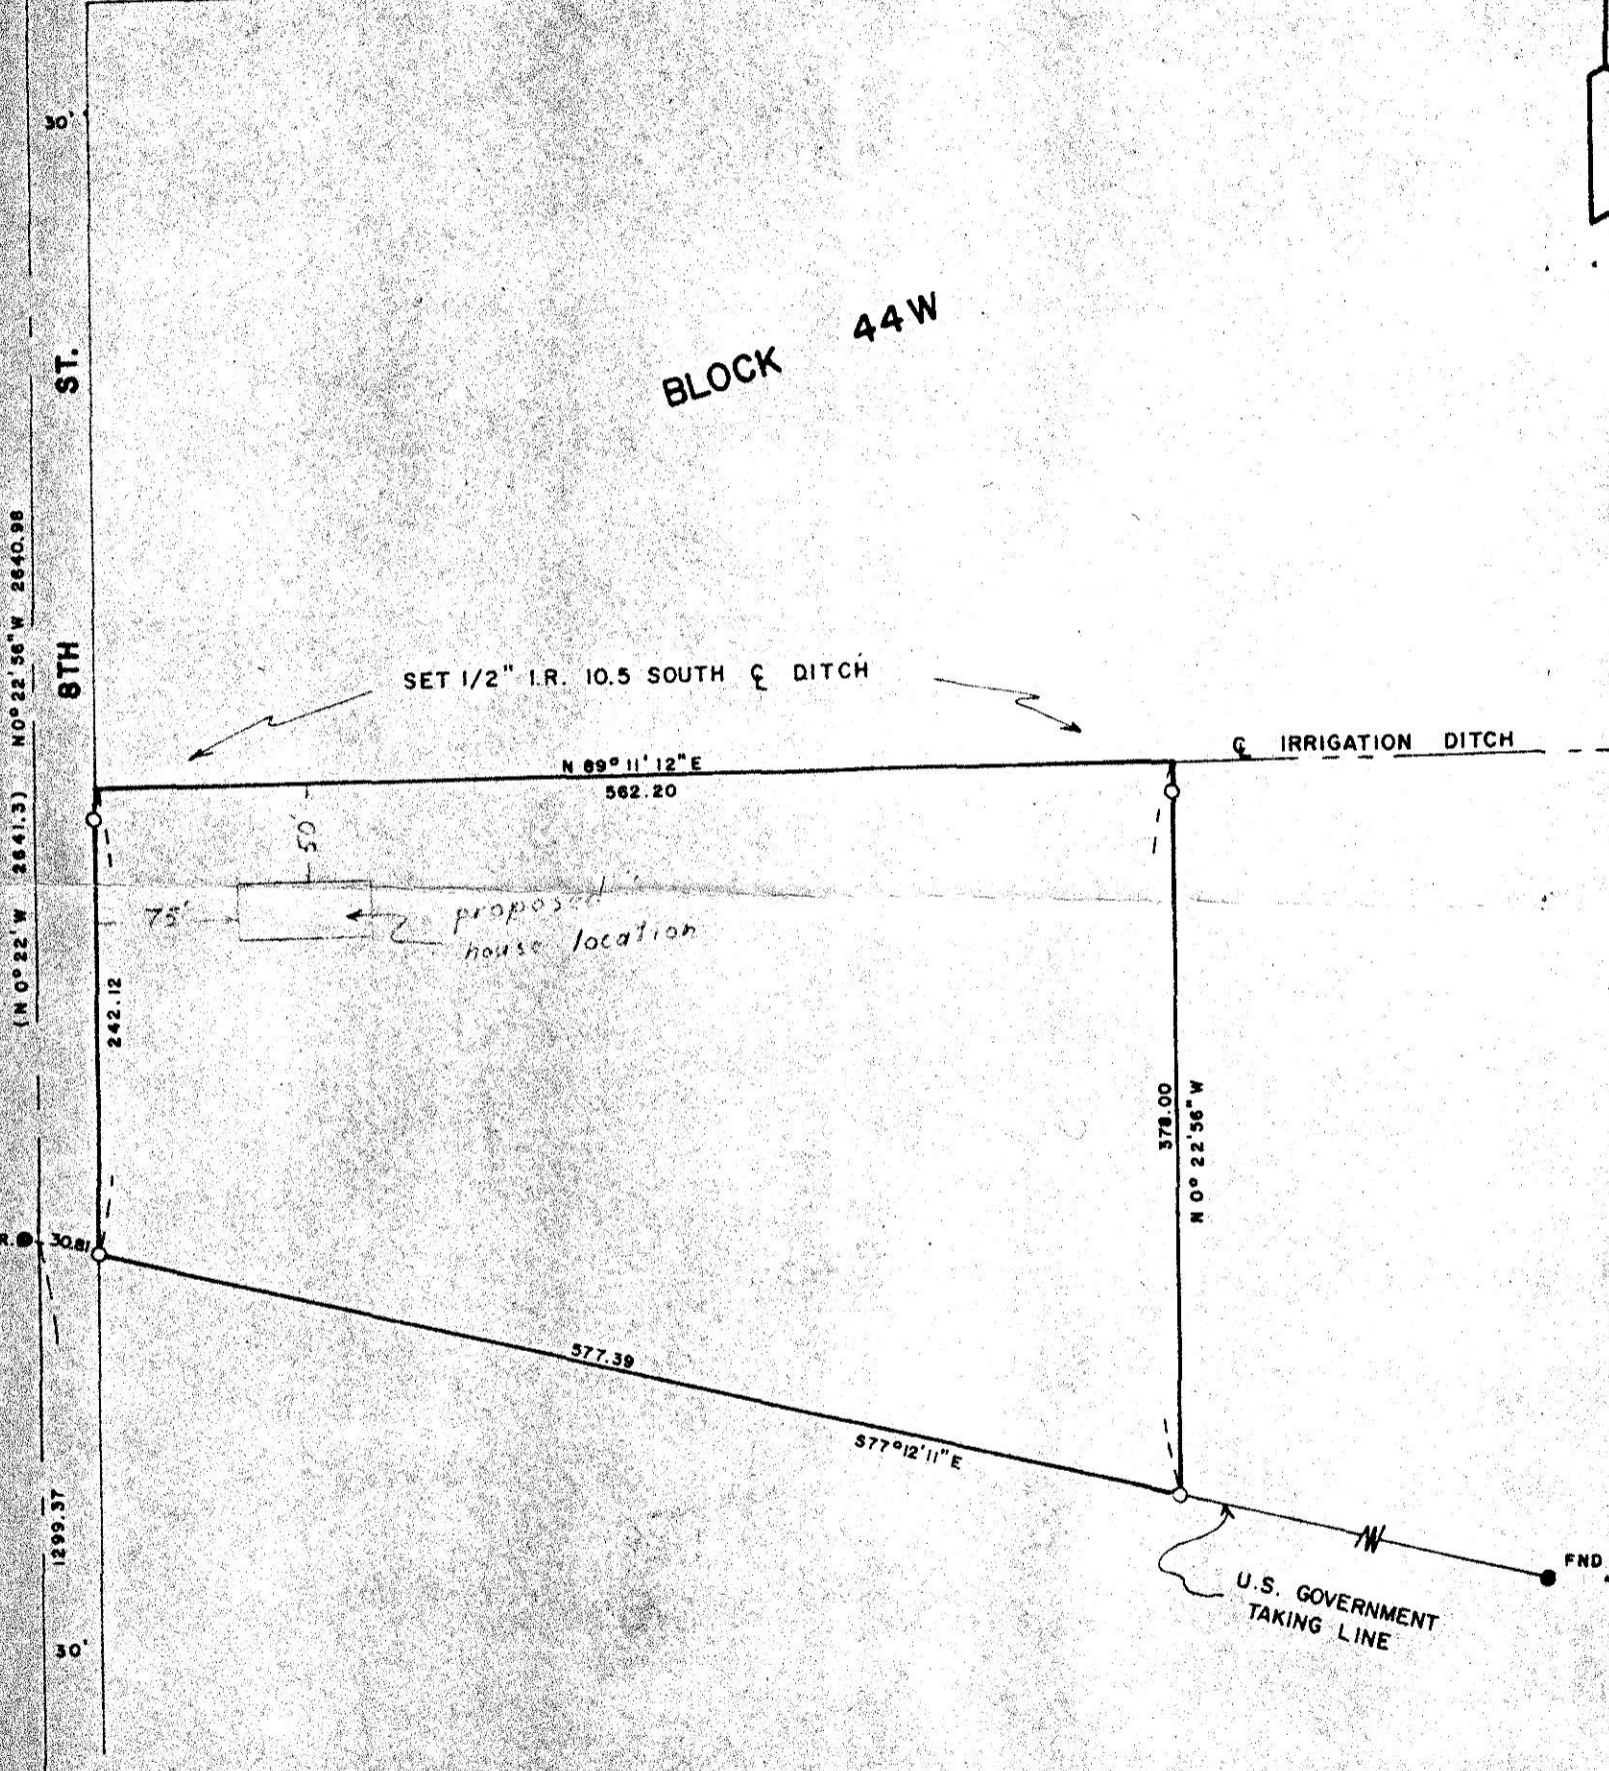 30'
BLOCK 44W
8TH ST.
(N 0° 22' W 2641.3) N 0° 22' 56" W 2640.98
SET 1/2" I.R. 10.5 SOUTH ℄ DITCH
℄ IRRIGATION DITCH
N 89° 11' 12" E
562.20
50'
75'
proposed
house location
242.12
378.00
N 0° 22' 56" W
R. 30.81
577.39
S77° 12' 11" E
1299.37
FND.
U.S. GOVERNMENT
TAKING LINE
30'